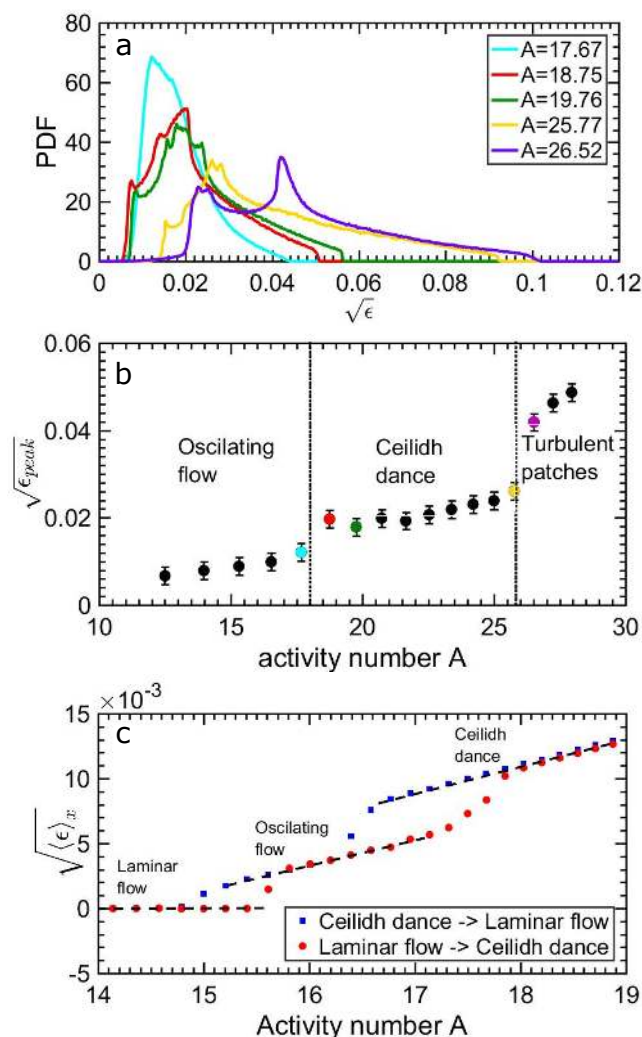 a
80
60
40
20
0
PDF
A=17.67
A=18.75
A=19.76
A=25.77
A=26.52
0 0.02 0.04 0.06 0.08 0.1 0.12
√ϵ
b
0.06
0.04
0.02
0
√ϵpeak
Oscilating
flow
Ceilidh
dance
Turbulent
patches
10 15 20 25 30
activity number A
×10-3
c
15
10
5
0
-5
√⟨ϵ⟩x
Ceilidh
dance
Oscilating
flow
Laminar
flow
Ceilidh dance -> Laminar flow
Laminar flow -> Ceilidh dance
14 15 16 17 18 19
Activity number A